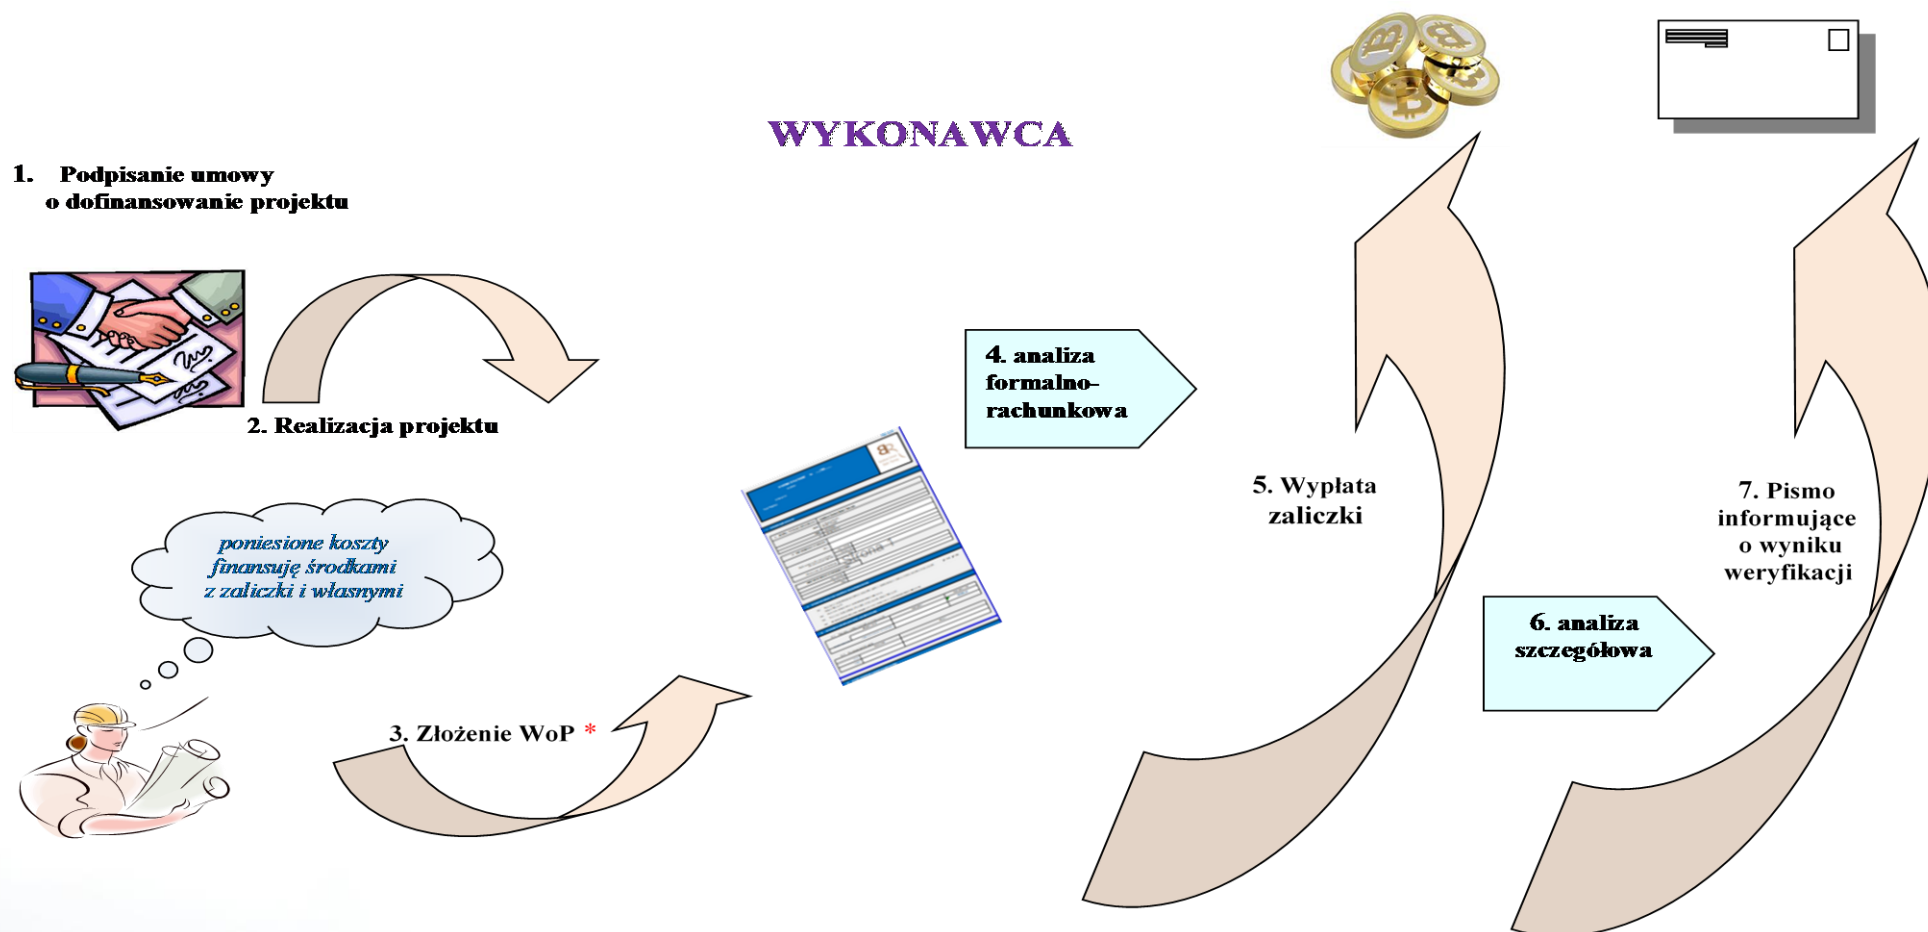 WYKONAWCA
1. Podpisanie umowy
o dofinansowanie projektu
2. Realizacja projektu
poniesione koszty
finansuję środkami
z zaliczki i własnymi
3. Złożenie WoP *
4. analiza
formalno-
rachunkowa
5. Wypłata
zaliczki
6. analiza
szczegółowa
7. Pismo
informujące
o wyniku
weryfikacji